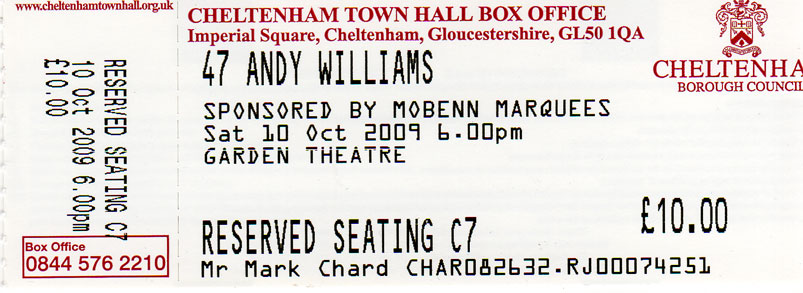 www.cheltenhamtownhall.org.uk
RESERVED SEATING C7
10 Oct 2009 6.00pm
£10.00
Box Office
0844 576 2210
CHELTENHAM TOWN HALL BOX OFFICE
Imperial Square, Cheltenham, Gloucestershire, GL50 1QA
47 ANDY WILLIAMS
SPONSORED BY MOBENN MARQUEES
Sat 10 Oct 2009 6.00pm
GARDEN THEATRE
RESERVED SEATING C7
£10.00
Mr Mark Chard CHAR082632.RJ00074251
CHELTENHA
BOROUGH COUNCIL